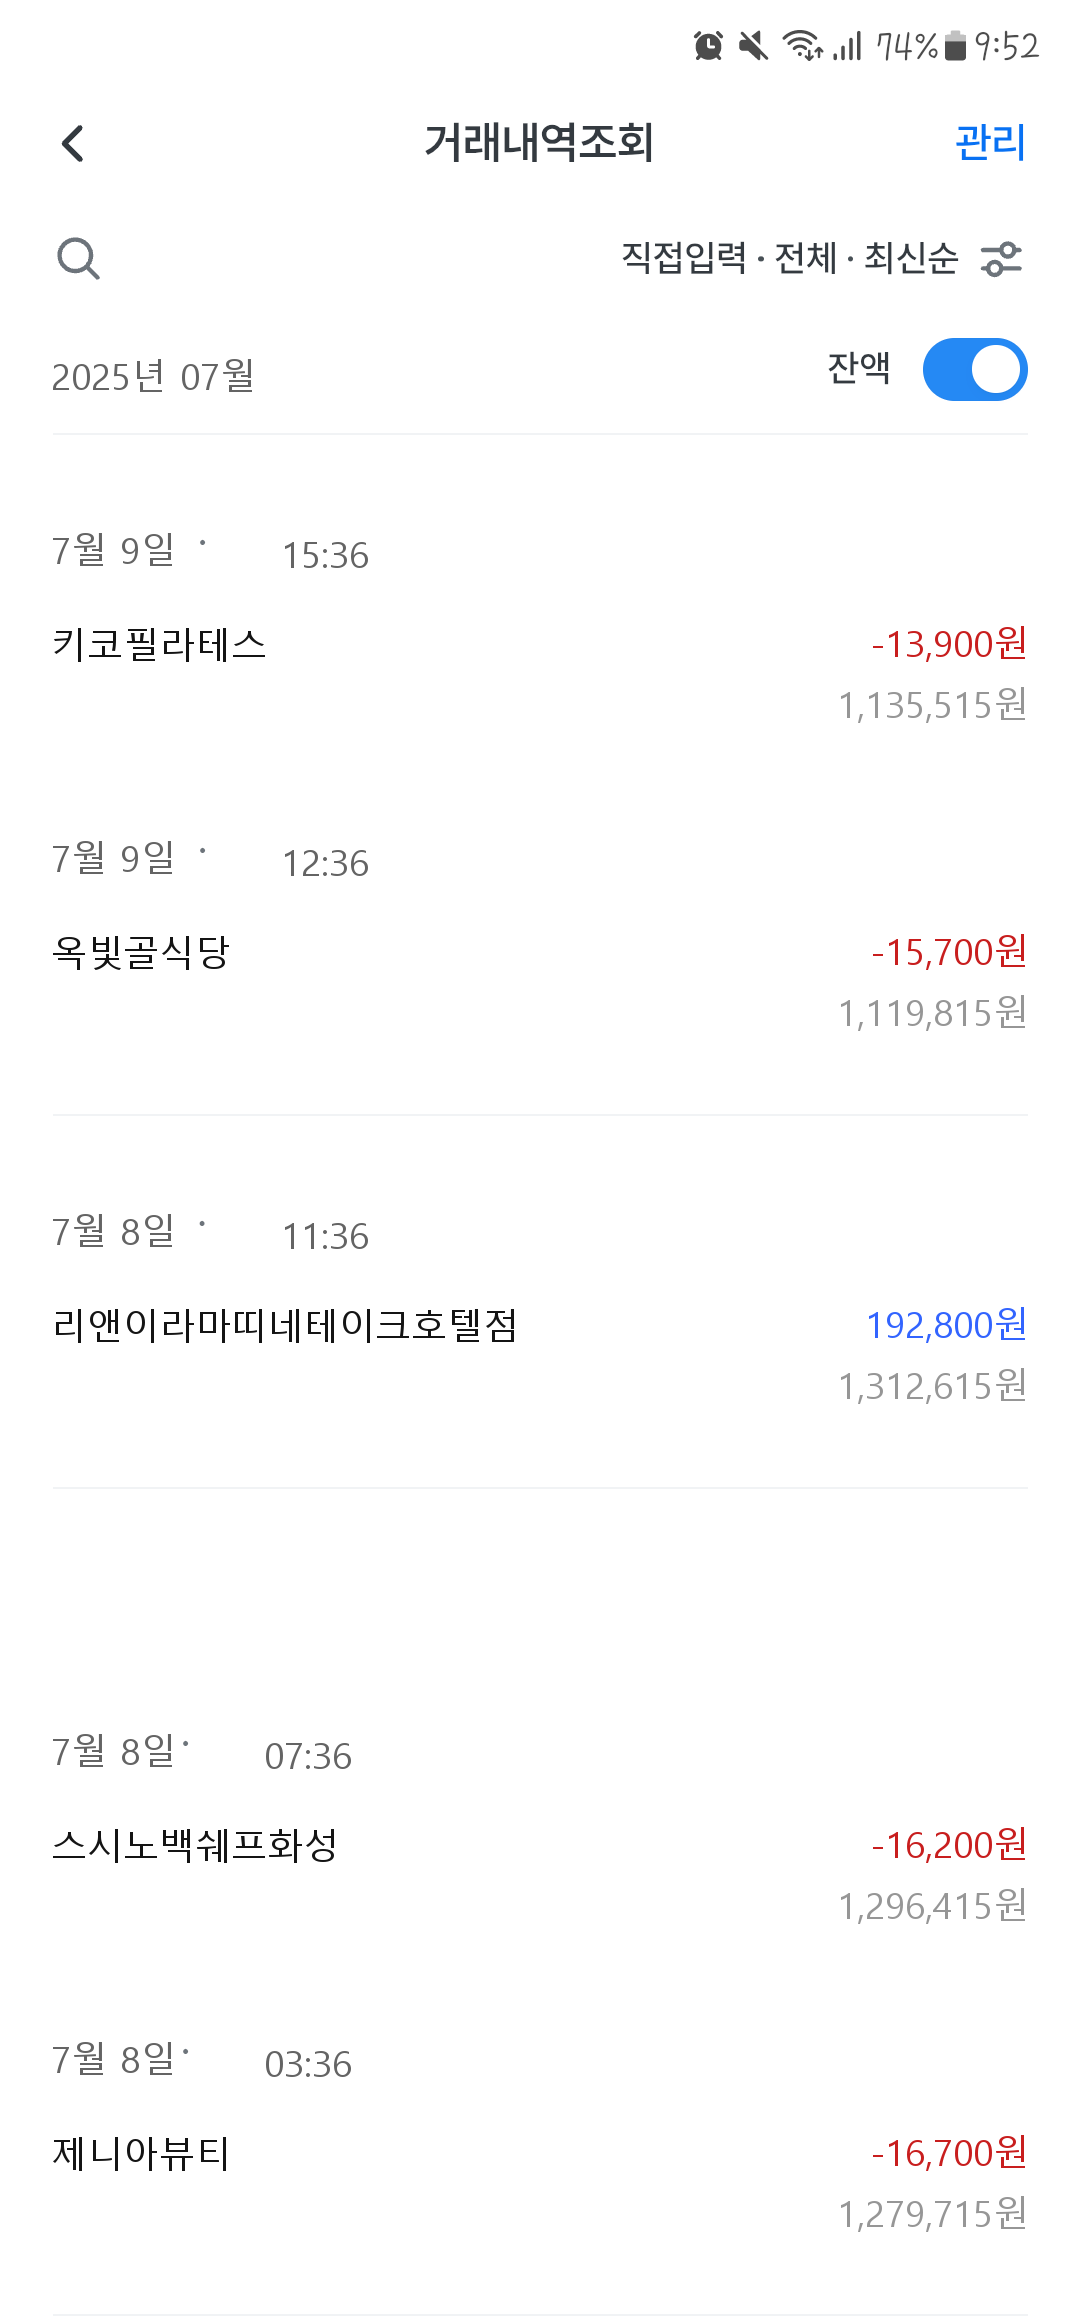 74% 9:52
거래내역조회 관리
직접입력 · 전체 · 최신순
2025년 07월 잔액
7월 9일 · 15:36
키코필라테스 -13,900원
1,135,515원
7월 9일 · 12:36
옥빛골식당 -15,700원
1,119,815원
7월 8일 · 11:36
리앤이라마띠네테이크호텔점 192,800원
1,312,615원
7월 8일 · 07:36
스시노백쉐프화성 -16,200원
1,296,415원
7월 8일 · 03:36
제니아뷰티 -16,700원
1,279,715원